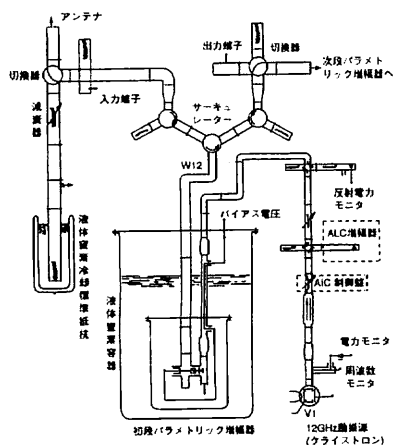 アンテナ
切換器
減衰器
入力端子
出力端子
切換器
次段パラメト
リック増幅器へ
サーキュ
レーター
W12
バイアス電圧
反射電力
モニタ
ALC増幅器
AIC制御盤
電力モニタ
周波数
モニタ
V1
12GHz励振源
(クライストロン)
液体窒素冷却標準抵抗
液体窒素容器
初段パラメトリック増幅器